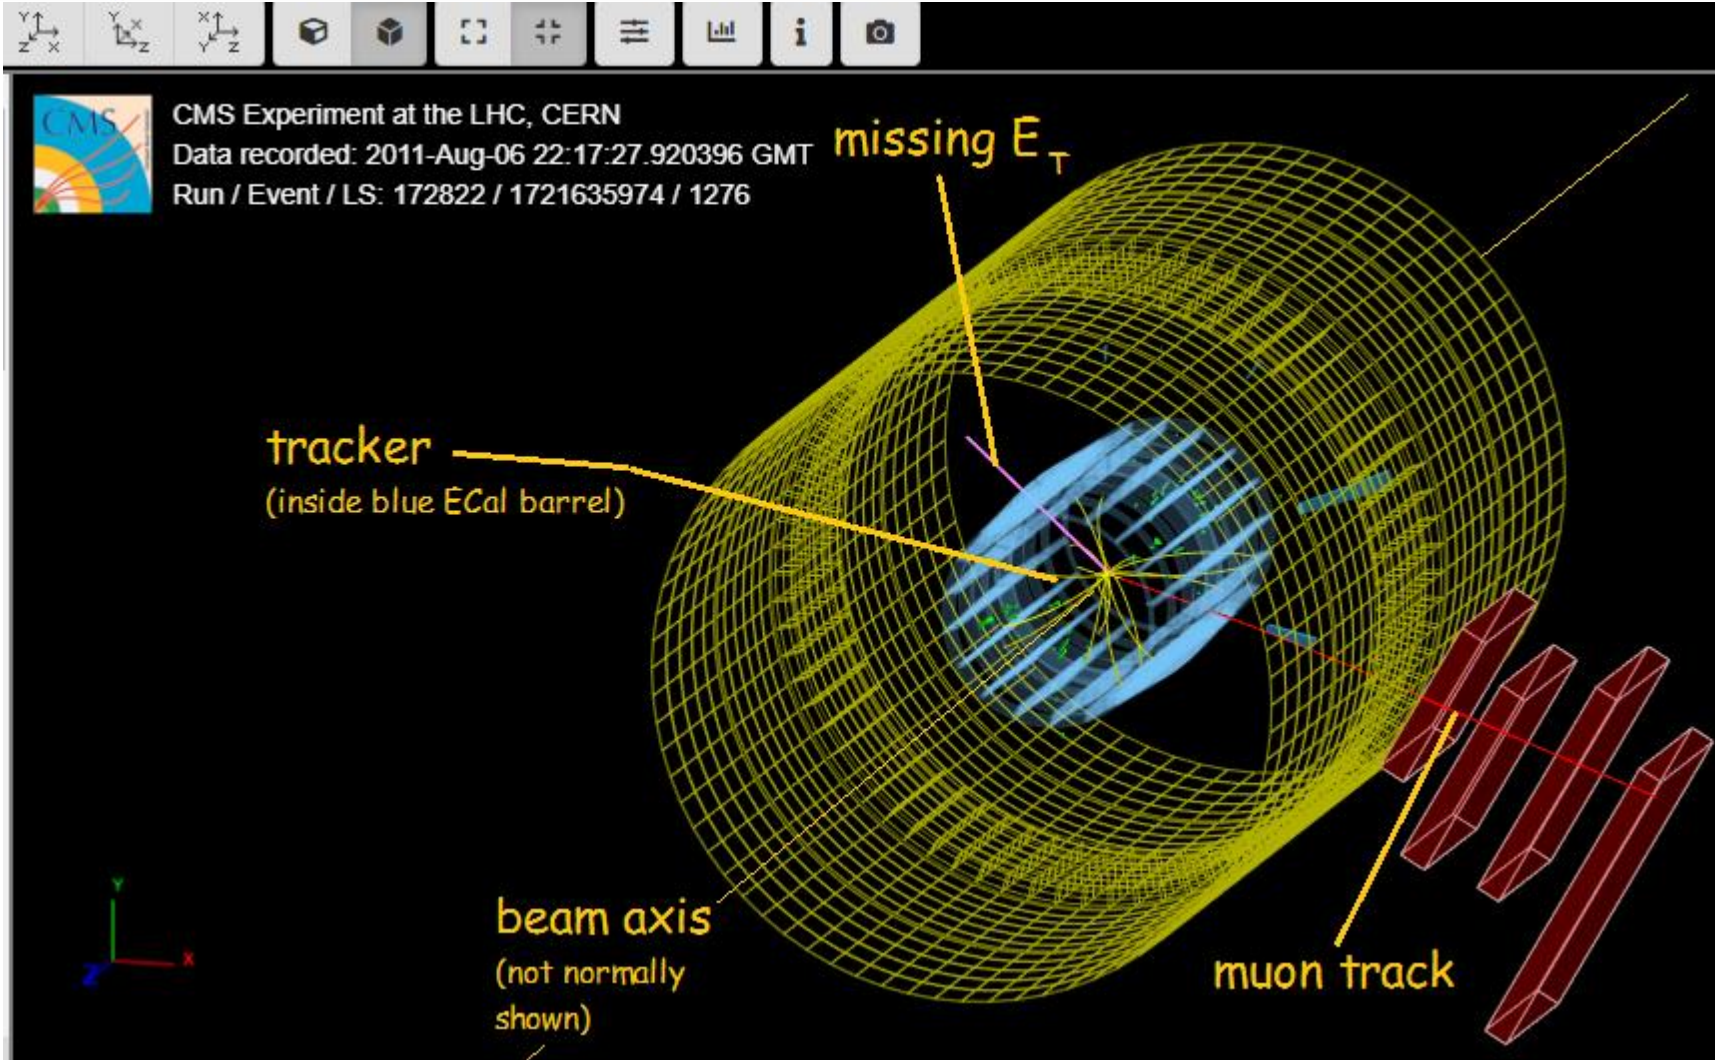 Y
Z X
Y X
Z
X
Y Z
CMS
CMS Experiment at the LHC, CERN
Data recorded: 2011-Aug-06 22:17:27.920396 GMT
Run / Event / LS: 172822 / 1721635974 / 1276
missing E T
tracker
(inside blue ECal barrel)
beam axis
(not normally
shown)
muon track
Y
X
Z